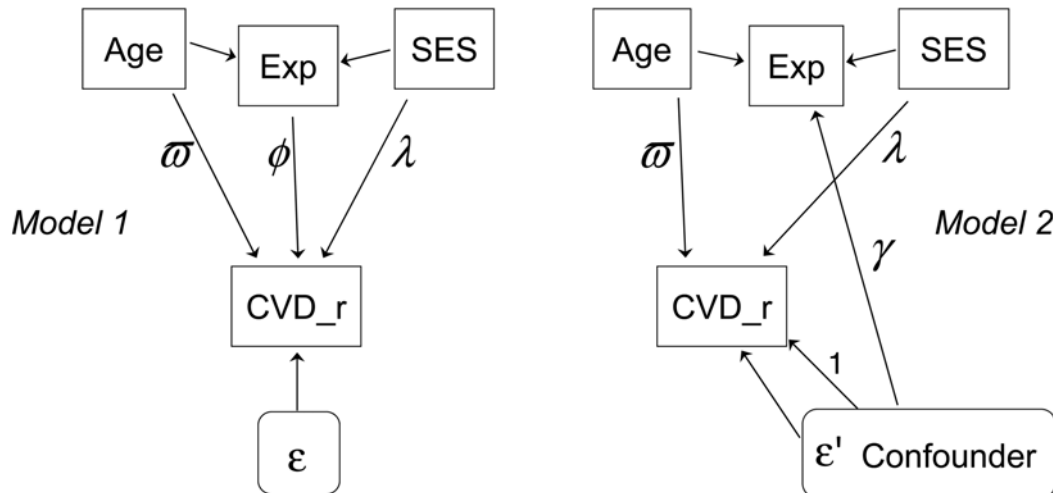 Age
Exp
SES
ϖ
ϕ
λ
Model 1
CVD_r
ε
Age
Exp
SES
ϖ
λ
γ
Model 2
CVD_r
1
ε' Confounder